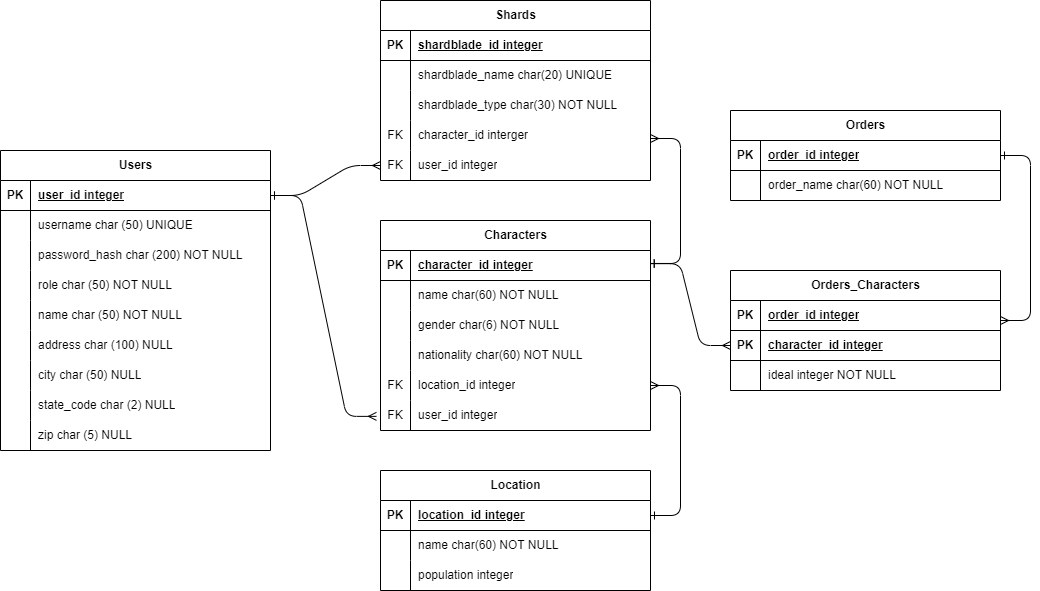 Shards
PK shardblade_id integer
shardblade_name char(20) UNIQUE
shardblade_type char(30) NOT NULL
FK character_id interger
FK user_id integer
Users
PK user_id integer
username char (50) UNIQUE
password_hash char (200) NOT NULL
role char (50) NOT NULL
name char (50) NOT NULL
address char (100) NULL
city char (50) NULL
state_code char (2) NULL
zip char (5) NULL
Characters
PK character_id integer
name char(60) NOT NULL
gender char(6) NOT NULL
nationality char(60) NOT NULL
FK location_id integer
FK user_id integer
Location
PK location_id integer
name char(60) NOT NULL
population integer
Orders
PK order_id integer
order_name char(60) NOT NULL
Orders_Characters
PK order_id integer
PK character_id integer
ideal integer NOT NULL